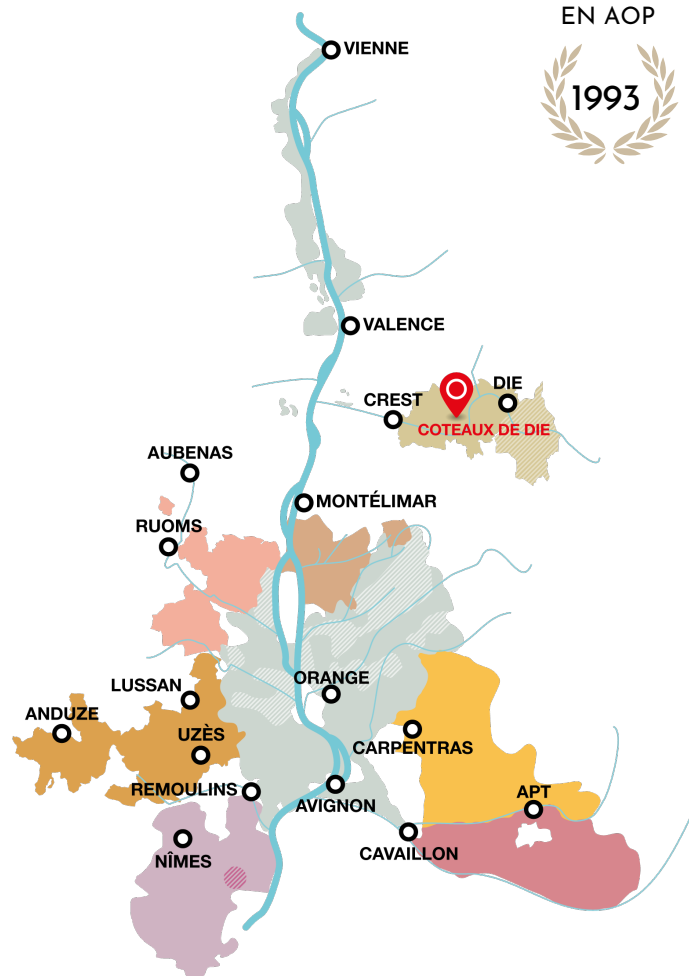 EN AOP
1993
VIENNE
VALENCE
DIE
CREST
COTEAUX DE DIE
AUBENAS
MONTÉLIMAR
RUOMS
ORANGE
LUSSAN
ANDUZE
UZÈS
CARPENTRAS
REMOULINS
AVIGNON
APT
CAVAILLON
NÎMES